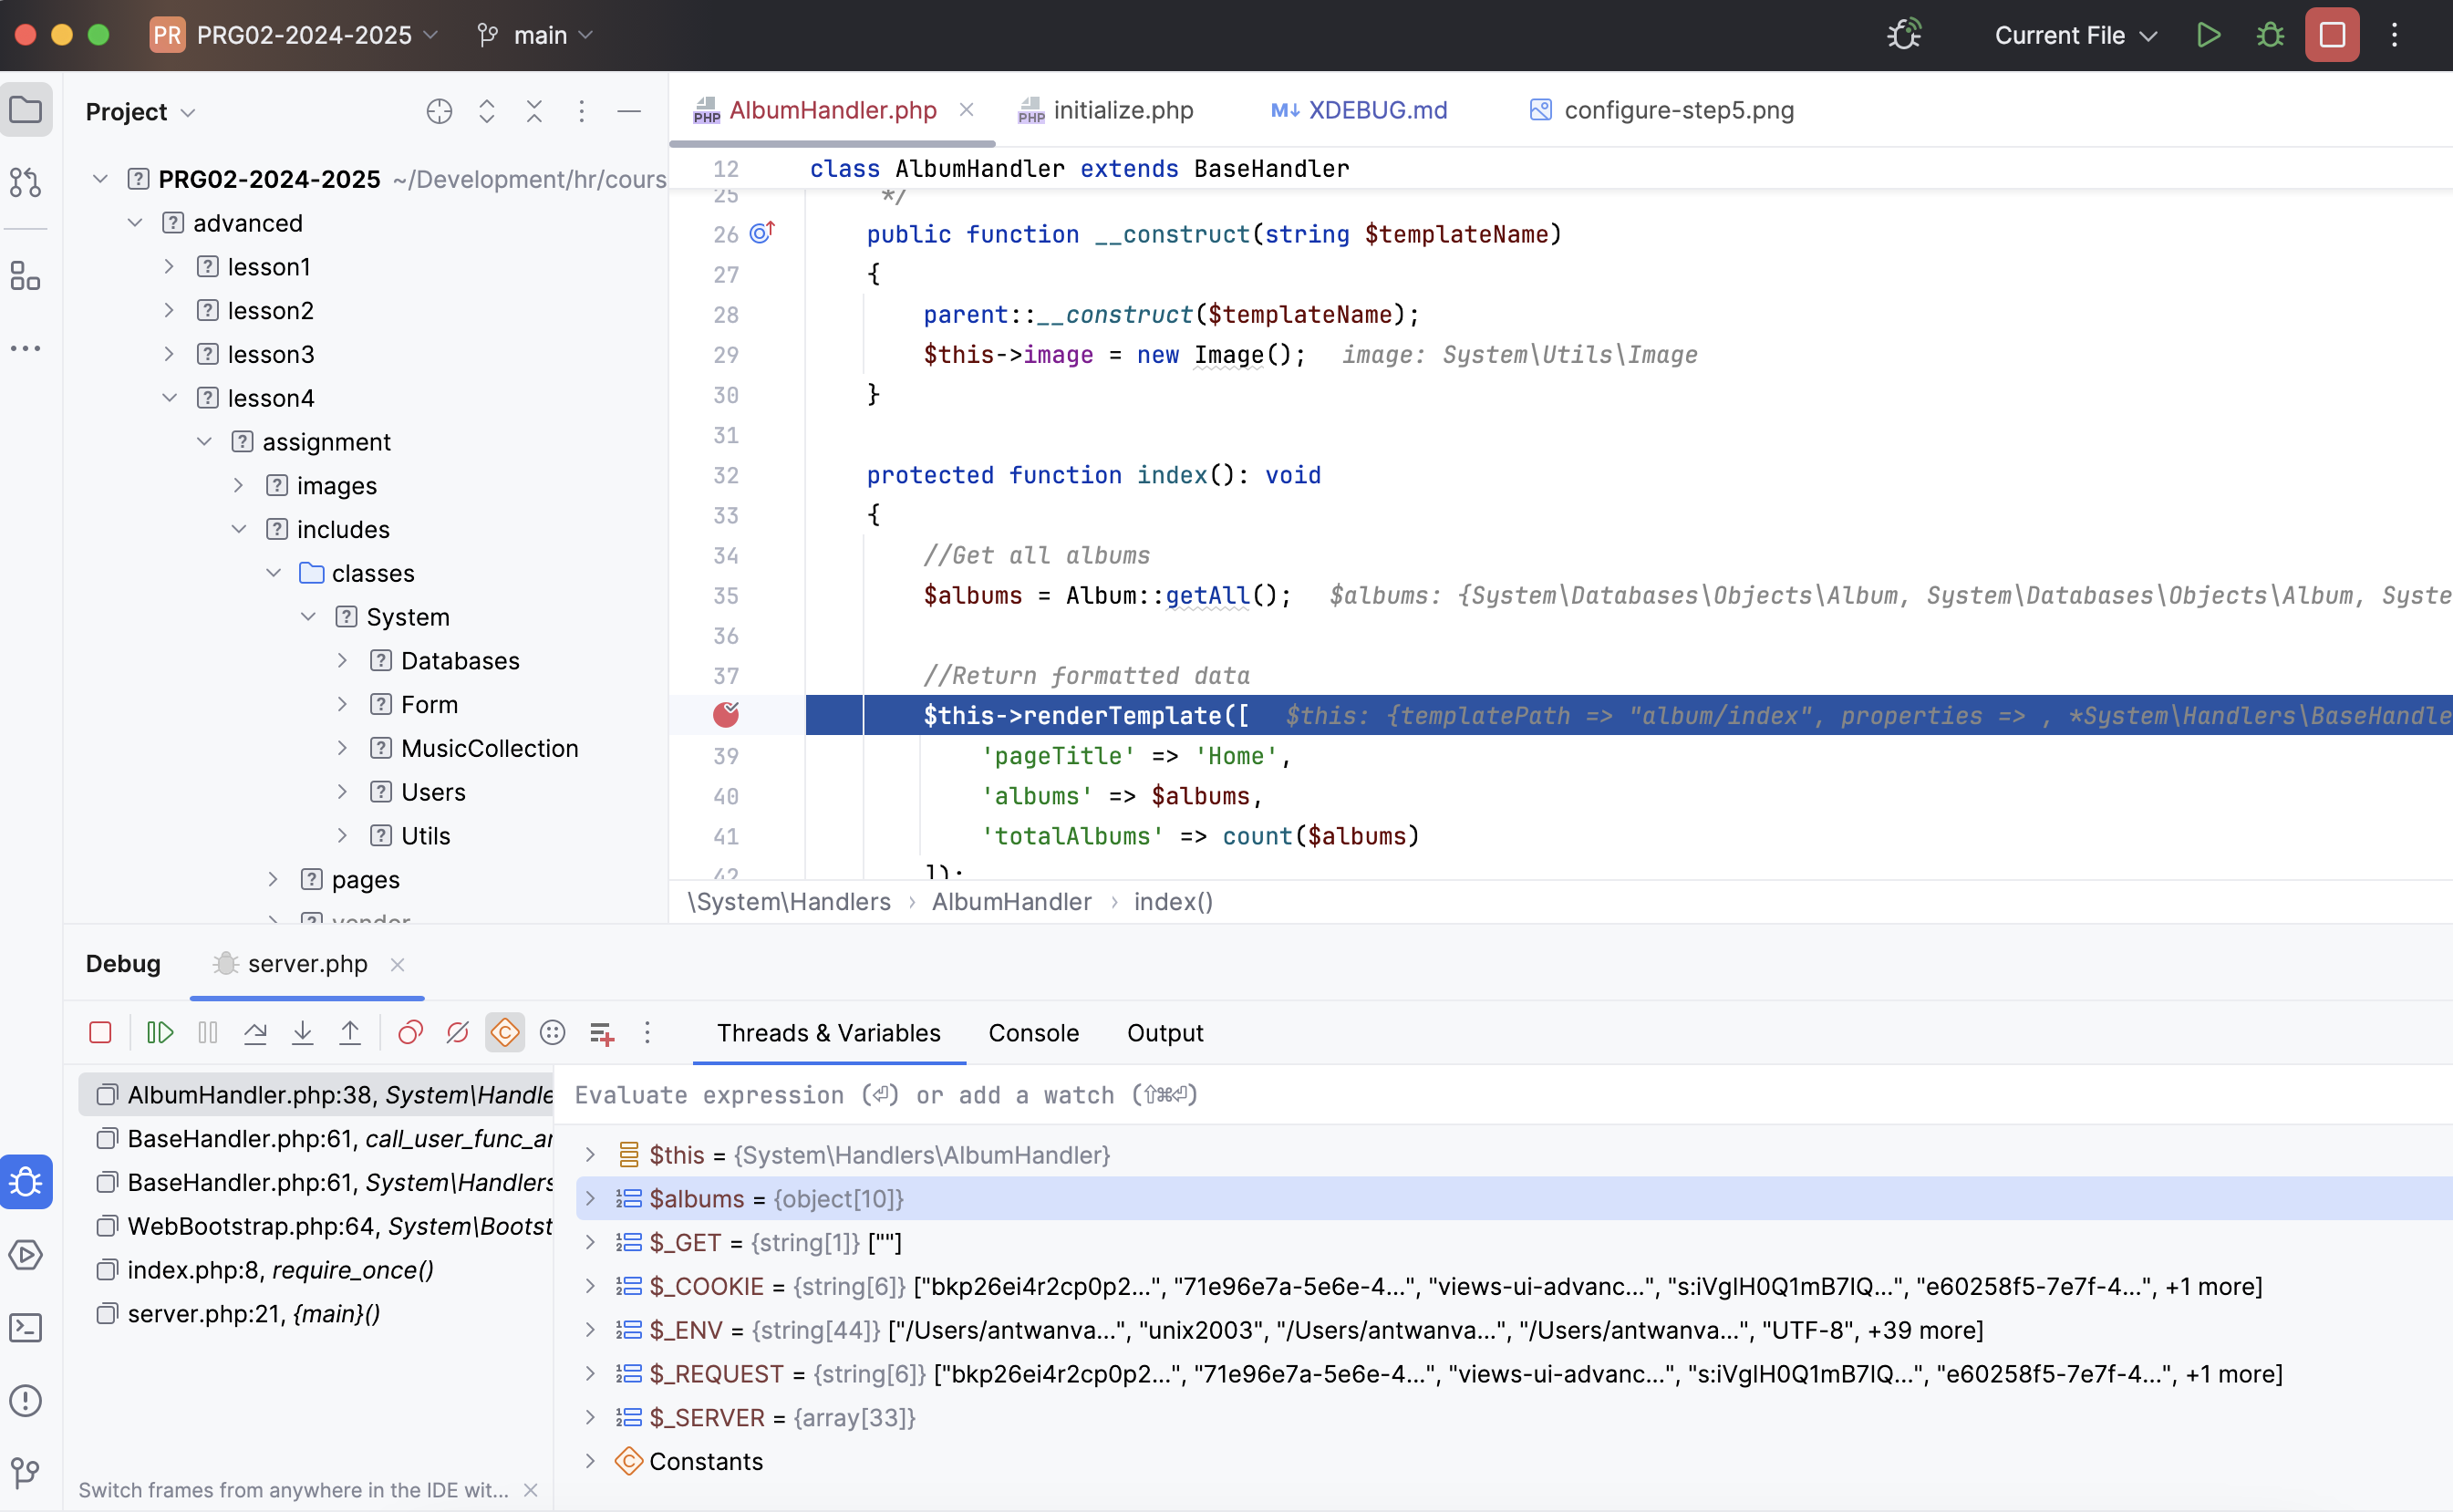 PR PRG02-2024-2025 main Current File
Project
PRG02-2024-2025 ~/Development/hr/cours
advanced
lesson1
lesson2
lesson3
lesson4
assignment
images
includes
classes
System
Databases
Form
MusicCollection
Users
Utils
pages
vendor
AlbumHandler.php initialize.php M↓ XDEBUG.md configure-step5.png
12 class AlbumHandler extends BaseHandler
25 */
26 public function __construct(string $templateName)
27 {
28 parent::__construct($templateName);
29 $this->image = new Image(); image: System\Utils\Image
30 }
31
32 protected function index(): void
33 {
34 //Get all albums
35 $albums = Album::getAll(); $albums: {System\Databases\Objects\Album, System\Databases\Objects\Album, Syste
36
37 //Return formatted data
$this->renderTemplate([ $this: {templatePath => "album/index", properties => , *System\Handlers\BaseHandle
39 'pageTitle' => 'Home',
40 'albums' => $albums,
41 'totalAlbums' => count($albums)
42 ]);
\System\Handlers › AlbumHandler › index()
Debug server.php
Threads & Variables Console Output
AlbumHandler.php:38, System\Handle
BaseHandler.php:61, call_user_func_ar
BaseHandler.php:61, System\Handlers
WebBootstrap.php:64, System\Bootst
index.php:8, require_once()
server.php:21, {main}()
Switch frames from anywhere in the IDE wit...
Evaluate expression (⏎) or add a watch (⇧⌘⏎)
$this = {System\Handlers\AlbumHandler}
$albums = {object[10]}
$_GET = {string[1]} [""]
$_COOKIE = {string[6]} ["bkp26ei4r2cp0p2...", "71e96e7a-5e6e-4...", "views-ui-advanc...", "s:iVglH0Q1mB7lQ...", "e60258f5-7e7f-4...", +1 more]
$_ENV = {string[44]} ["/Users/antwanva...", "unix2003", "/Users/antwanva...", "/Users/antwanva...", "UTF-8", +39 more]
$_REQUEST = {string[6]} ["bkp26ei4r2cp0p2...", "71e96e7a-5e6e-4...", "views-ui-advanc...", "s:iVglH0Q1mB7lQ...", "e60258f5-7e7f-4...", +1 more]
$_SERVER = {array[33]}
Constants